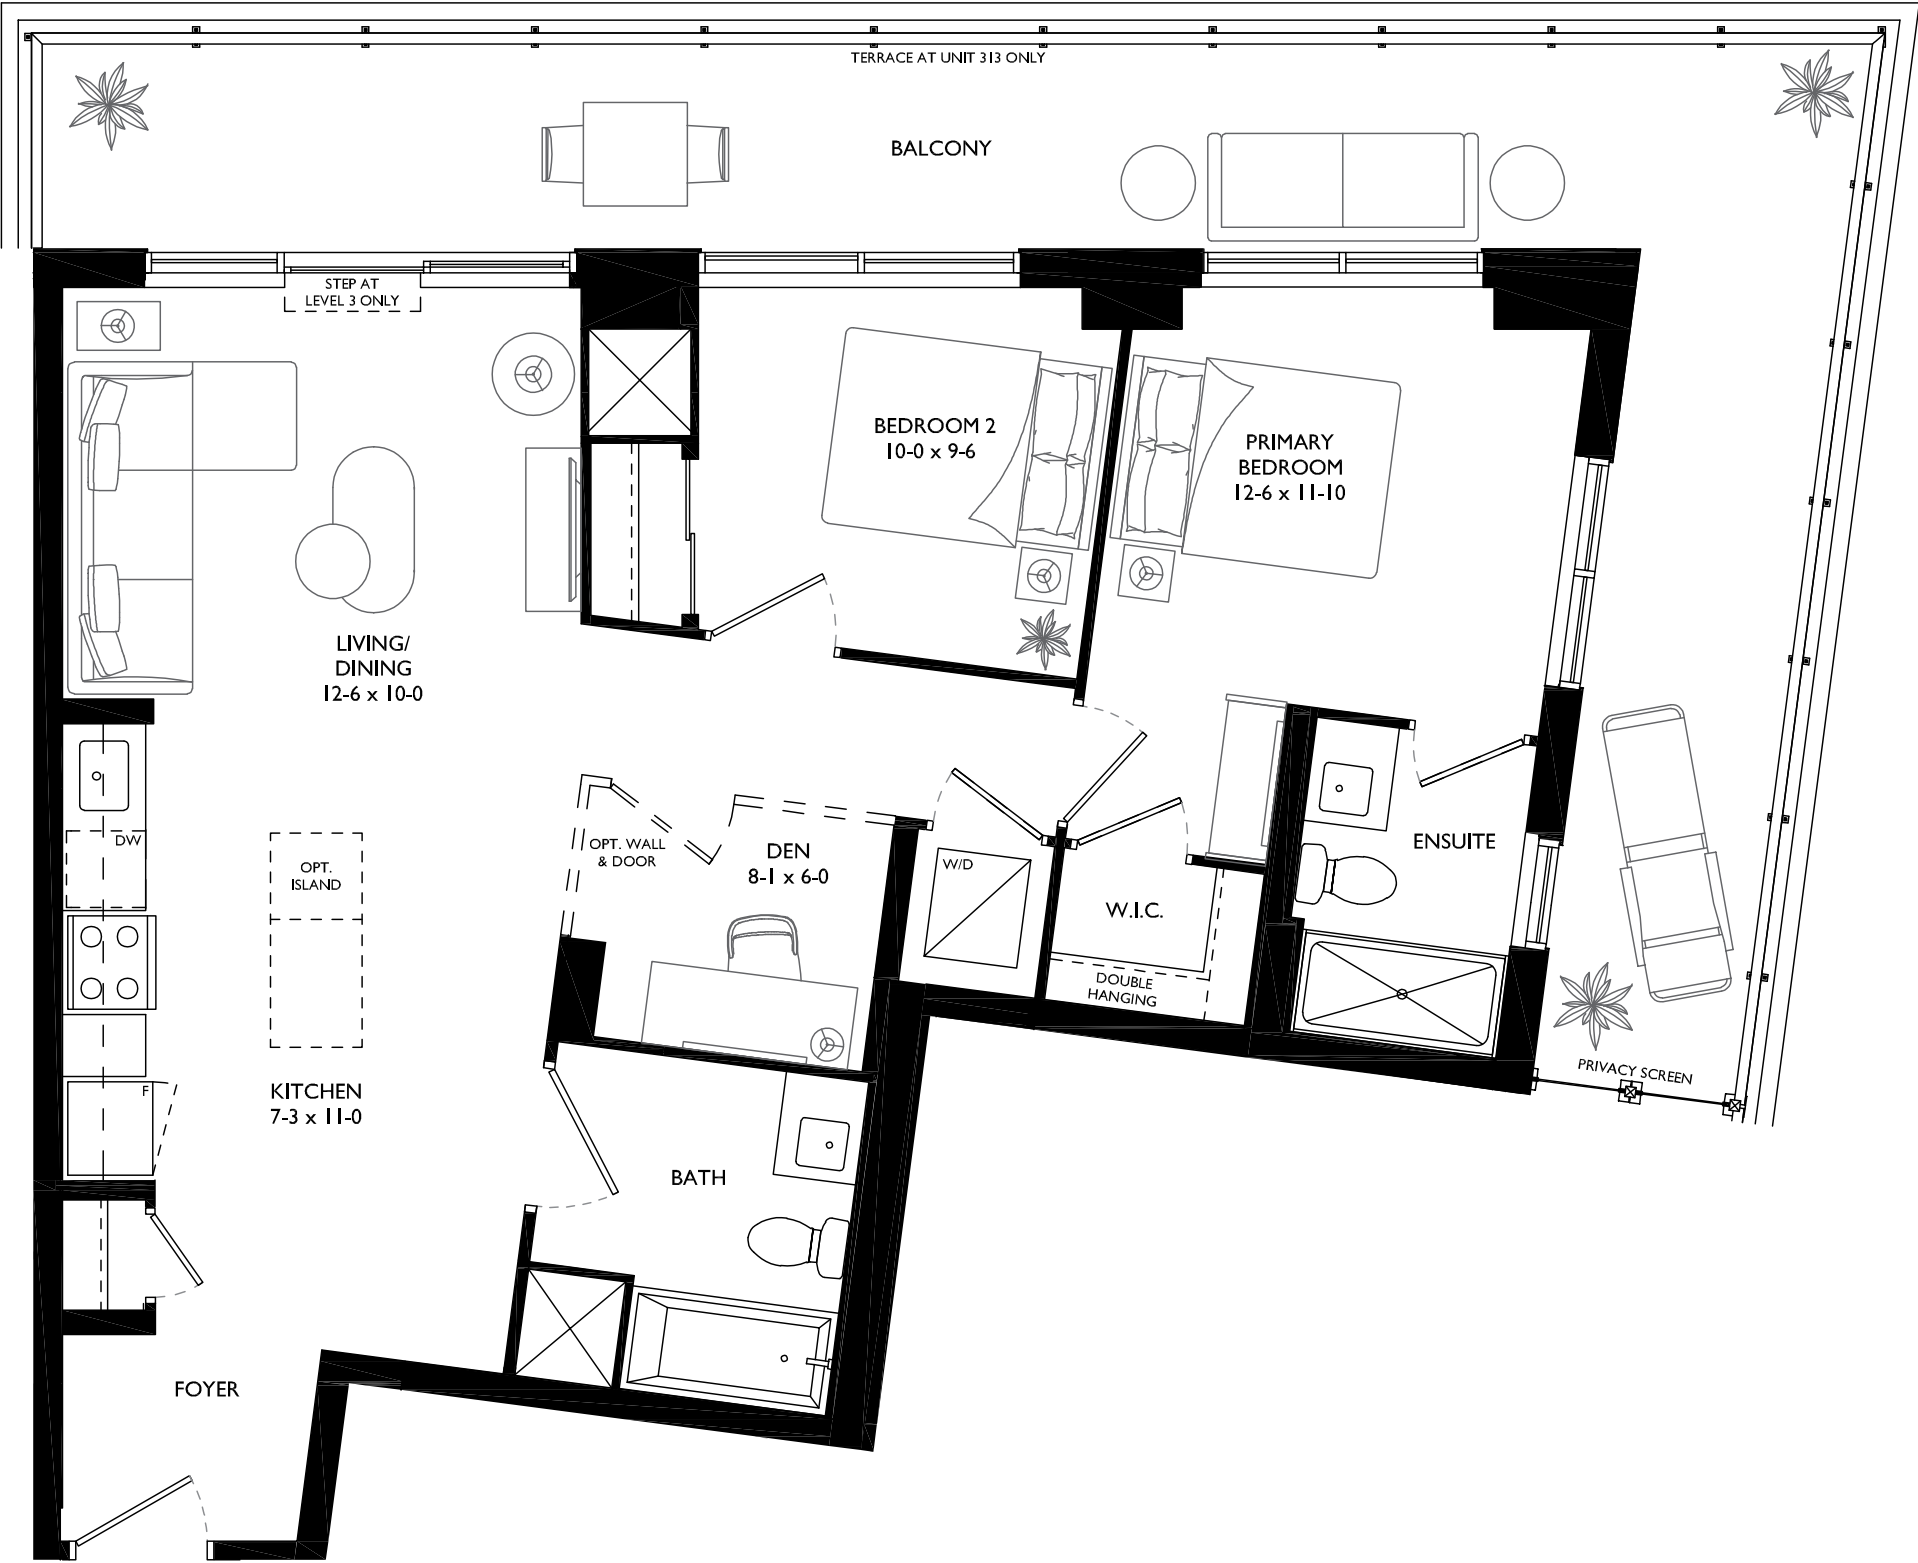 TERRACE AT UNIT 313 ONLY
BALCONY
STEP AT
LEVEL 3 ONLY
BEDROOM 2
10-0 x 9-6
PRIMARY
BEDROOM
12-6 x 11-10
LIVING/
DINING
12-6 x 10-0
DW
OPT.
ISLAND
OPT. WALL
& DOOR
DEN
8-1 x 6-0
W/D
W.I.C.
DOUBLE
HANGING
ENSUITE
PRIVACY SCREEN
F
KITCHEN
7-3 x 11-0
BATH
FOYER